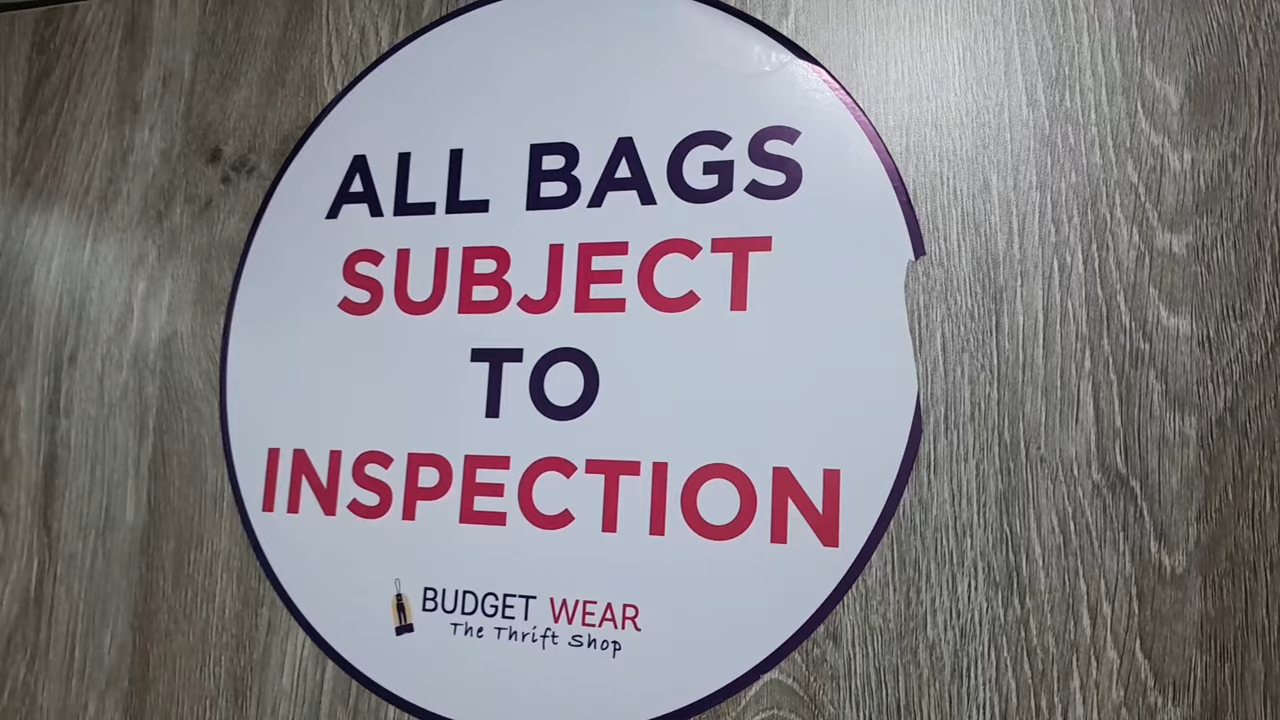 ALL BAGS
SUBJECT
TO
INSPECTION
BUDGET WEAR
The Thrift Shop